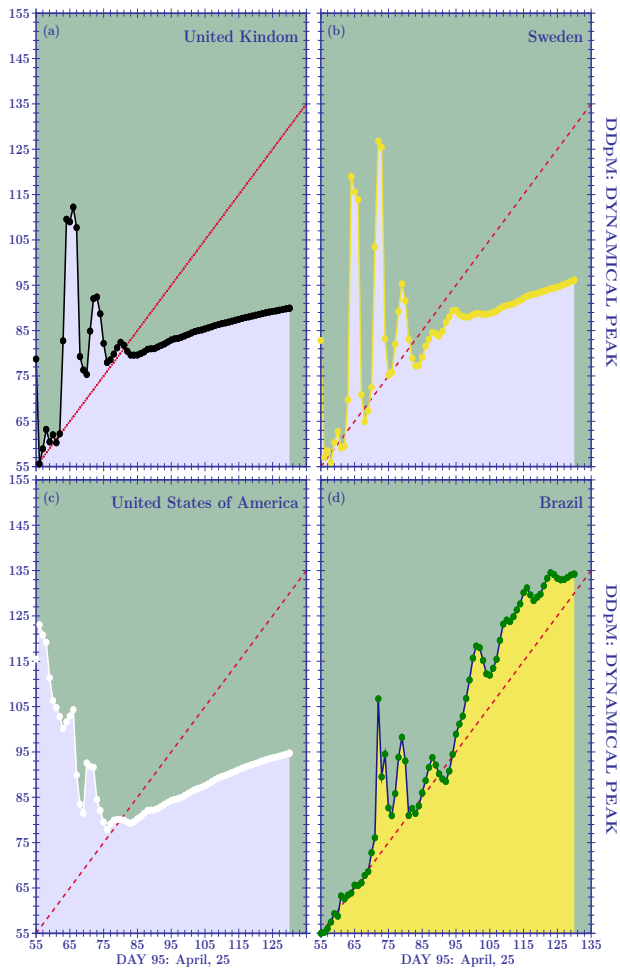 (a) United Kindom
(b) Sweden
155
145
135
125
115
105
95
85
75
65
55
DDpM: DYNAMICAL PEAK
(c) United States of America
(d) Brazil
155
145
135
125
115
105
95
85
75
65
55
DDpM: DYNAMICAL PEAK
55 65 75 85 95 105 115 125
55 65 75 85 95 105 115 125 135
DAY 95: April, 25
DAY 95: April, 25